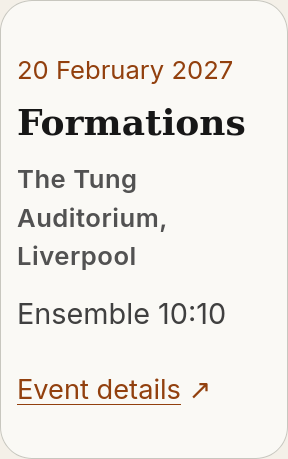 20 February 2027
Formations
The Tung
Auditorium,
Liverpool
Ensemble 10:10
Event details ↗